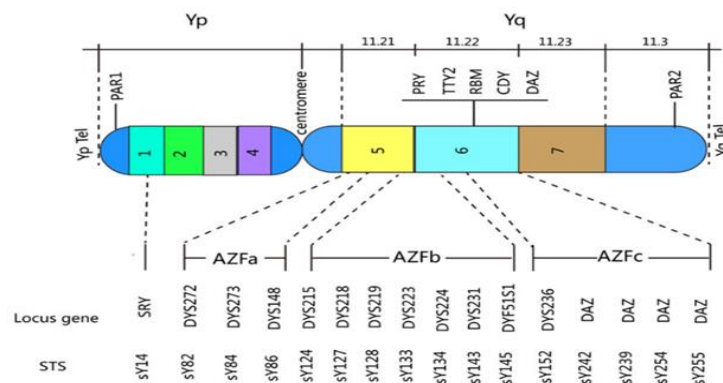 Yp Yq
11.21 11.22 11.23 11.3
PAR1 centromere PRY TTY2 RBM CDY DAZ PAR2
Yp Tel 1 2 3 4 5 6 7 Yq Tel
AZFa AZFb AZFc
Locus gene SRY DYS272 DYS273 DYS148 DYS215 DYS218 DYS219 DYS223 DYS224 DYS231 DYF51S1 DYS236 DAZ DAZ DAZ DAZ
STS sY14 sY82 sY84 sY86 sY124 sY127 sY128 sY133 sY134 sY143 sY145 sY152 sY242 sY239 sY254 sY255